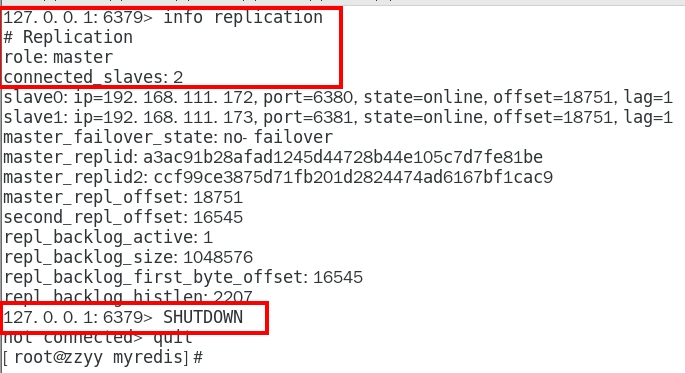 127.0.0.1:6379> info replication
# Replication
role:master
connected_slaves:2
slave0:ip=192.168.111.172,port=6380,state=online,offset=18751,lag=1
slave1:ip=192.168.111.173,port=6381,state=online,offset=18751,lag=1
master_failover_state:no-failover
master_replid:a3ac91b28afad1245d44728b44e105c7d7fe81be
master_replid2:ccf99ce3875d71fb201d2824474ad6167bf1cac9
master_repl_offset:18751
second_repl_offset:16545
repl_backlog_active:1
repl_backlog_size:1048576
repl_backlog_first_byte_offset:16545
repl_backlog_histlen:2207
127.0.0.1:6379> SHUTDOWN
not connected> quit
[root@zzyy myredis]#